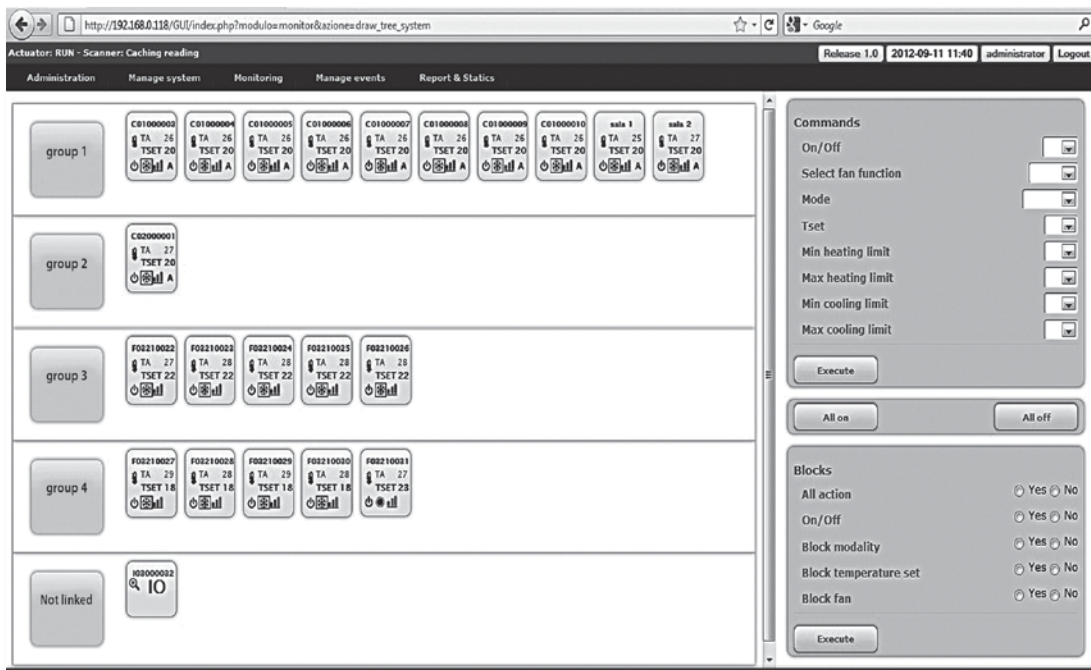 http://192.168.0.118/GUI/index.php?modulo=monitor&azione=draw_tree_system
Google
Actuator: RUN - Scanner: Caching reading
Release 1.0 2012-09-11 11:40 administrator Logout
Administration Manage system Monitoring Manage events Report & Statics
group 1
C01000003 C01000004 C01000005 C01000006 C01000007 C01000008 C01000009 C01000010 sala 1 sala 2
TA 26 TA 26 TA 26 TA 26 TA 26 TA 26 TA 26 TA 26 TA 25 TA 27
TSET 20 TSET 20 TSET 20 TSET 20 TSET 20 TSET 20 TSET 20 TSET 20 TSET 20 TSET 20
A A A A A A A A A A
group 2
C02000001
TA 27
TSET 20
A
group 3
F03210022 F03210023 F03210024 F03210025 F03210026
TA 27 TA 28 TA 28 TA 28 TA 28
TSET 22 TSET 22 TSET 22 TSET 22 TSET 22
group 4
F03210027 F03210028 F03210029 F03210030 F03210031
TA 29 TA 28 TA 29 TA 28 TA 27
TSET 18 TSET 18 TSET 18 TSET 18 TSET 23
Not linked
I03000032
IO
Commands
On/Off
Select fan function
Mode
Tset
Min heating limit
Max heating limit
Min cooling limit
Max cooling limit
Execute
All on All off
Blocks
All action Yes No
On/Off Yes No
Block modality Yes No
Block temperature set Yes No
Block fan Yes No
Execute